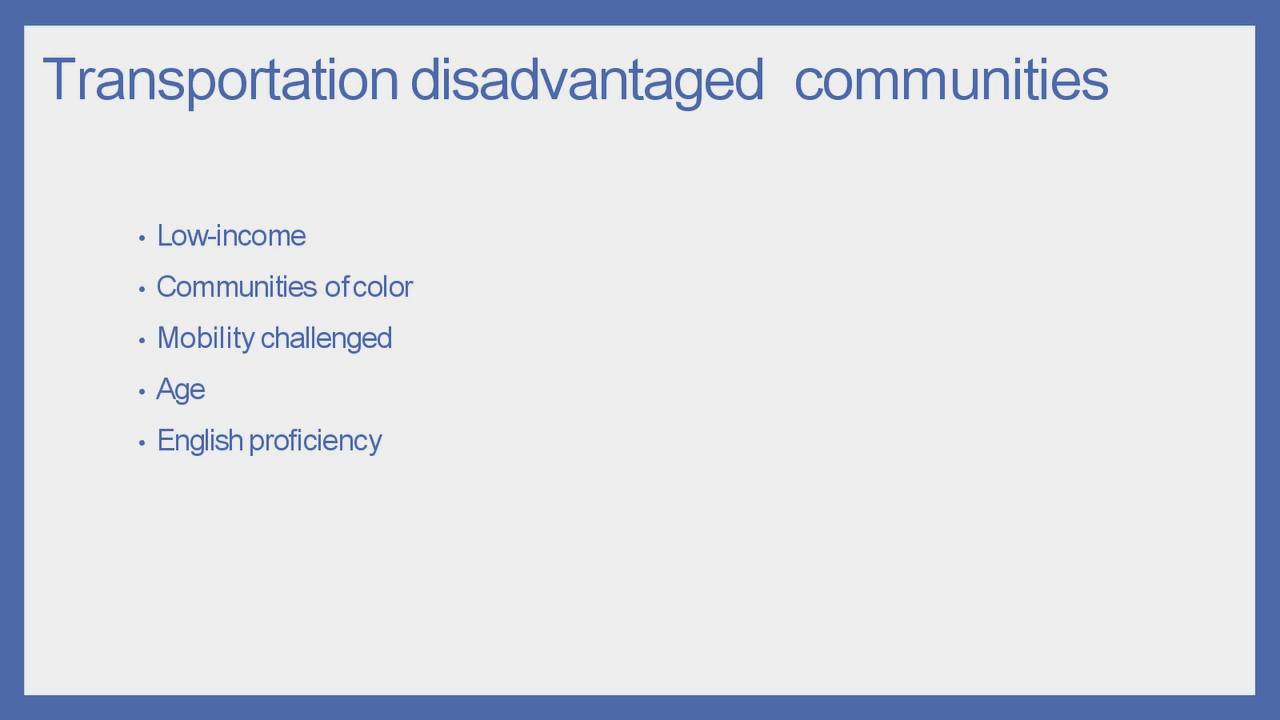 Transportation disadvantaged communities
• Low-income
• Communities of color
• Mobility challenged
• Age
• English proficiency